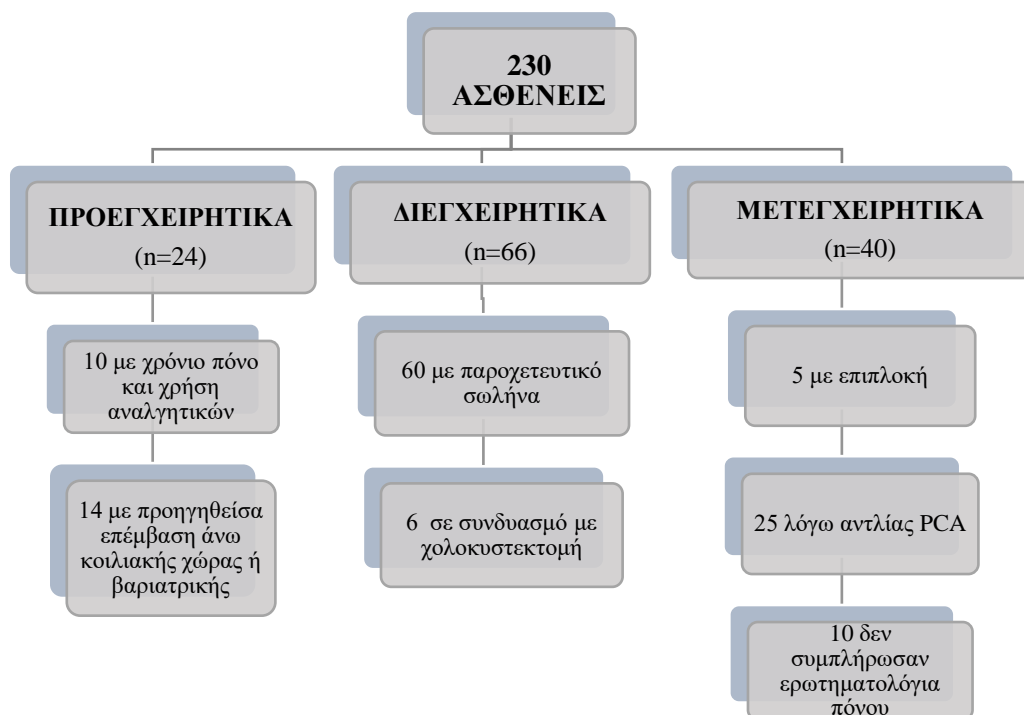 230
ΑΣΘΕΝΕΙΣ
ΠΡΟΕΓΧΕΙΡΗΤΙΚΑ
(n=24)
10 με χρόνιο πόνο
και χρήση
αναλγητικών
14 με προηγηθείσα
επέμβαση άνω
κοιλιακής χώρας ή
βαριατρικής
ΔΙΕΓΧΕΙΡΗΤΙΚΑ
(n=66)
60 με παροχετευτικό
σωλήνα
6 σε συνδυασμό με
χολοκυστεκτομή
ΜΕΤΕΓΧΕΙΡΗΤΙΚΑ
(n=40)
5 με επιπλοκή
25 λόγω αντλίας PCA
10 δεν
συμπλήρωσαν
ερωτηματολόγια
πόνου